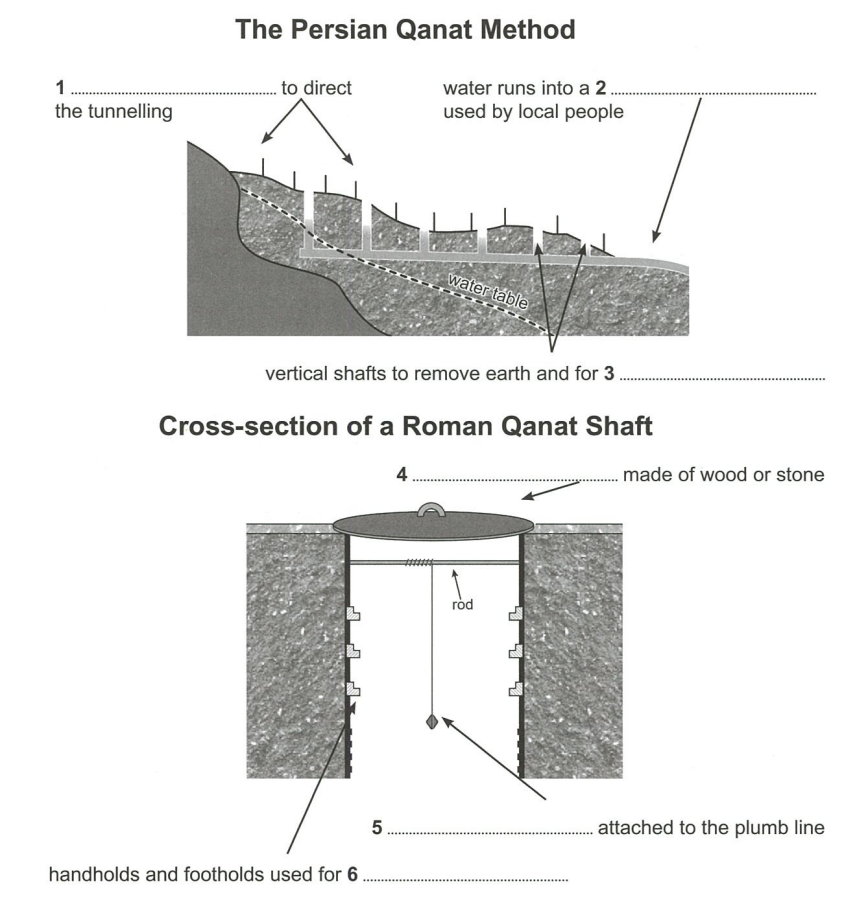 The Persian Qanat Method
1 ........................................ to direct
the tunnelling
water runs into a 2 ........................................
used by local people
water table
vertical shafts to remove earth and for 3 ........................................
Cross-section of a Roman Qanat Shaft
4 ........................................ made of wood or stone
rod
5 ........................................ attached to the plumb line
handholds and footholds used for 6 ........................................